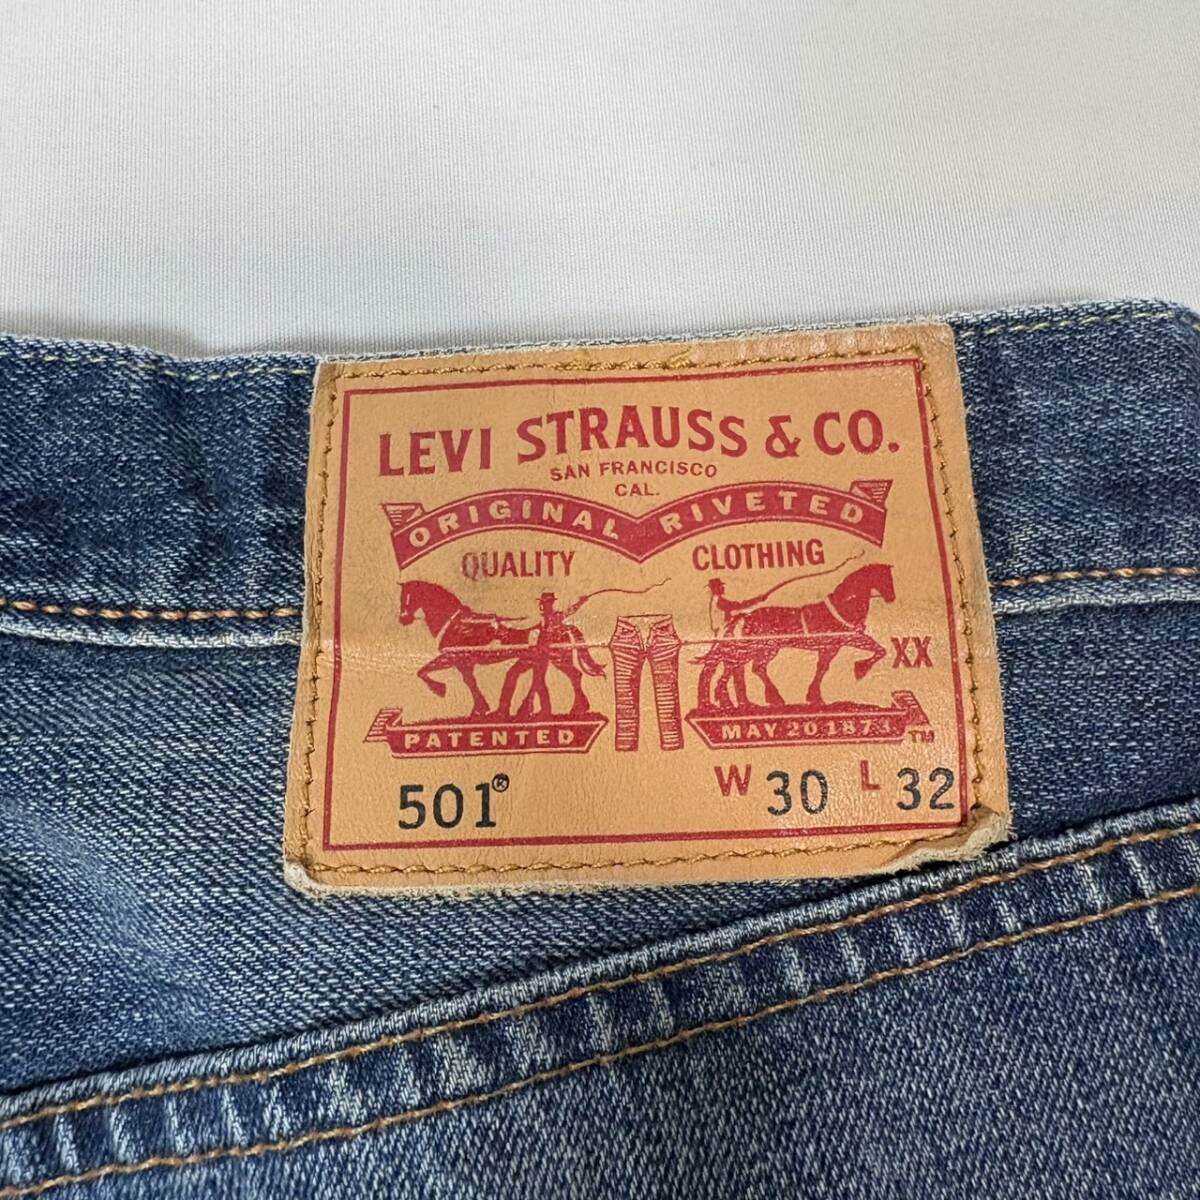 LEVI STRAUSS & CO.
SAN FRANCISCO
CAL.
ORIGINAL RIVETED
QUALITY CLOTHING
XX
PATENTED MAY 20 1873 ™
501® W 30 L 32